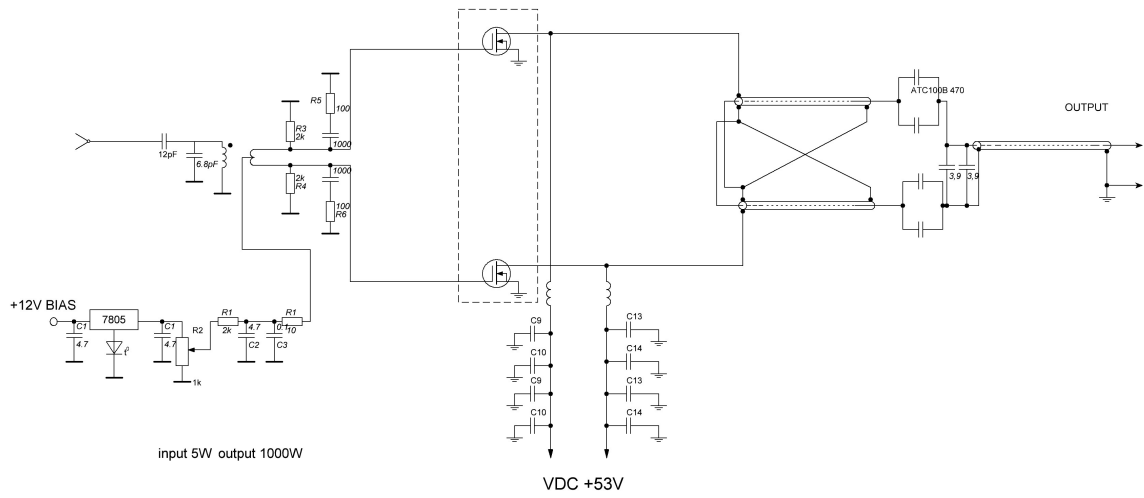 ATC100B 470
OUTPUT
R5
100
R3
2k
1000
12pF
6.8pF
1000
2k
R4
100
R6
3,9
3,9
+12V BIAS
7805
C1
4.7
t⁰
C1
4.7
R2
1k
R1
2k
4.7
C2
0.1
C3
R1
10
C9
C13
C10
C14
C9
C13
C10
C14
input 5W output 1000W
VDC +53V